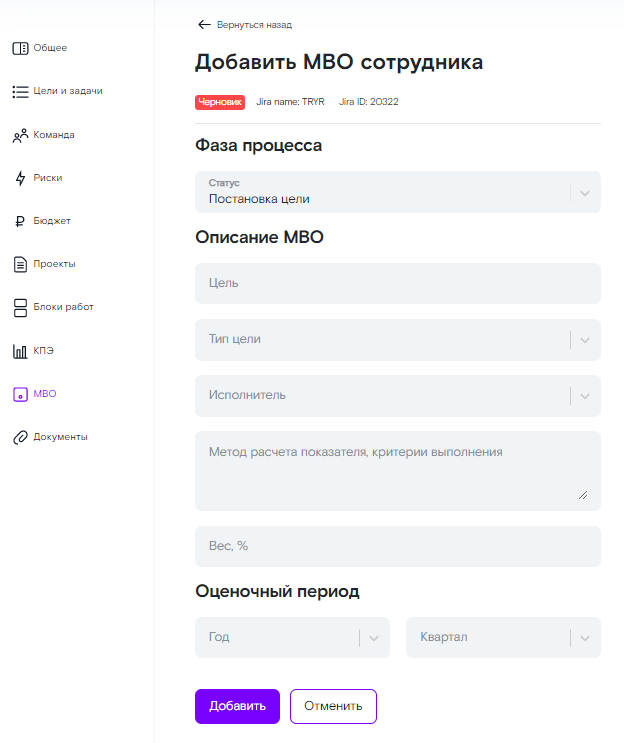 Вернуться назад
Общее
Цели и задачи
Команда
Риски
Бюджет
Проекты
Блоки работ
КПЭ
МВО
Документы
Добавить МВО сотрудника
Черновик Jira name: TRYR Jira ID: 20322
Фаза процесса
Статус
Постановка цели
Описание МВО
Цель
Тип цели
Исполнитель
Метод расчета показателя, критерии выполнения
Вес, %
Оценочный период
Год Квартал
Добавить Отменить